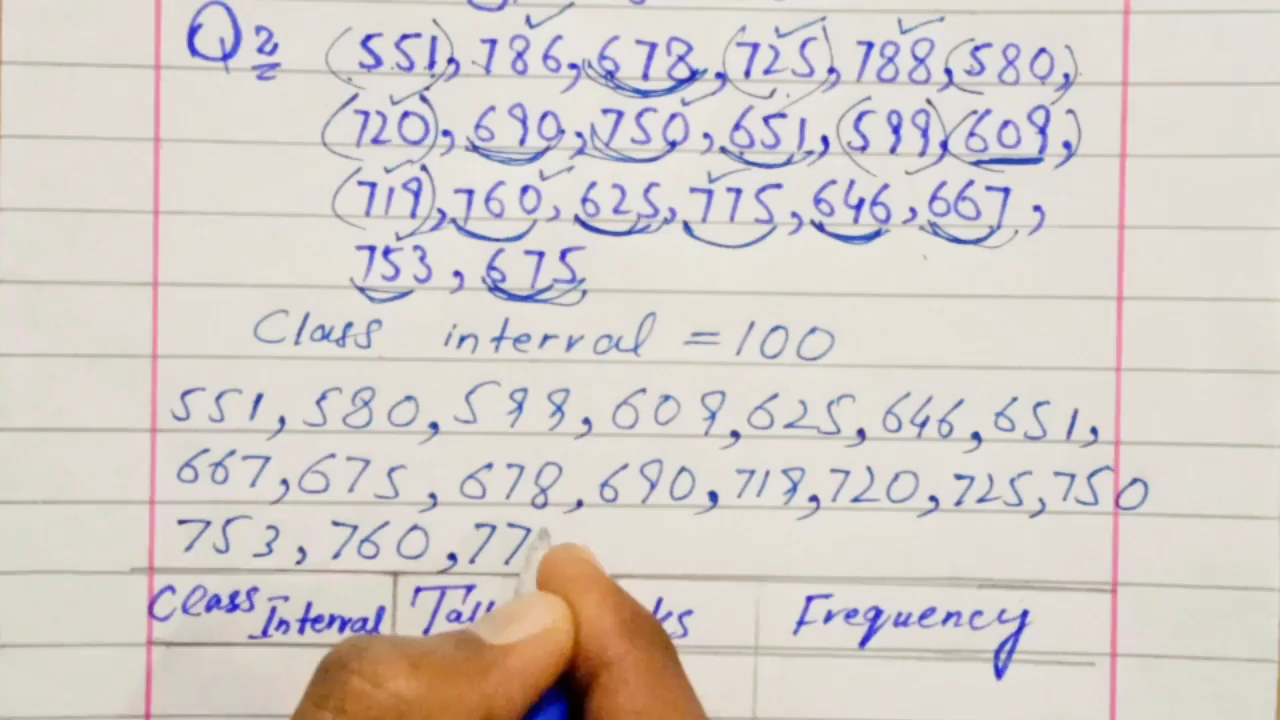 Q2 551, 786, 678, 725, 788, 580,
720, 690, 750, 651, 599, 609,
719, 760, 625, 775, 646, 667,
753, 675
Class interval = 100
551, 580, 599, 609, 625, 646, 651,
667, 675, 678, 690, 719, 720, 725, 750
753, 760, 77
Class Interval Frequency